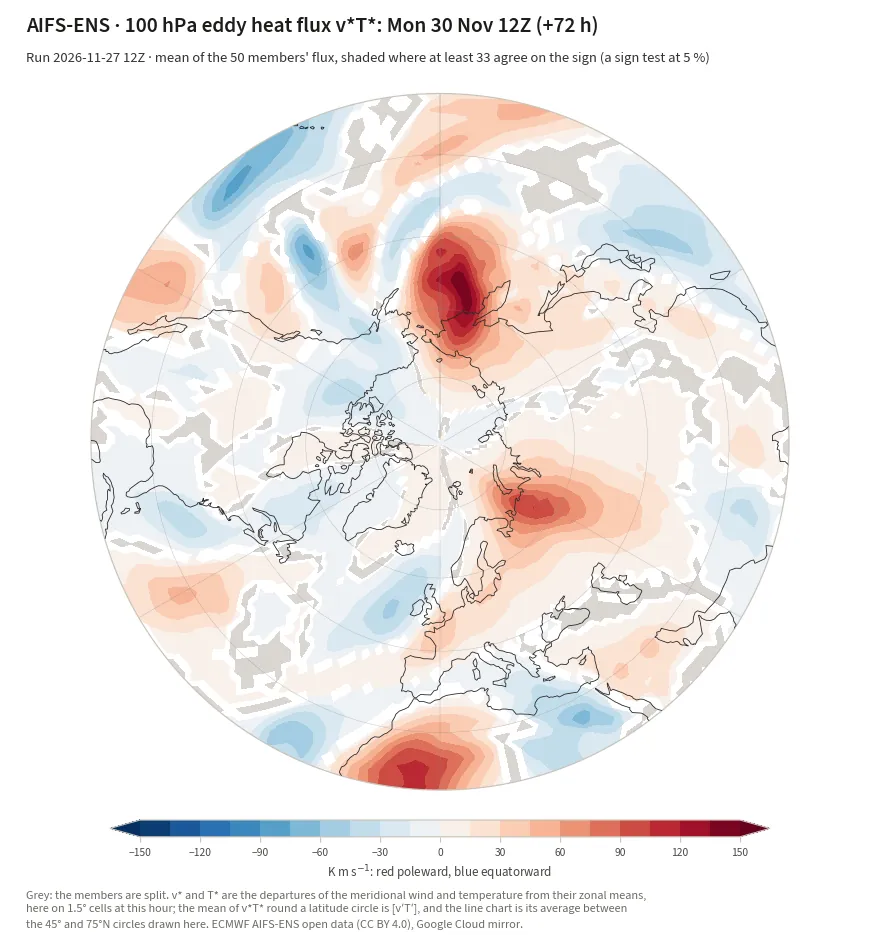 AIFS-ENS · 100 hPa eddy heat flux v*T*: Mon 30 Nov 12Z (+72 h)
Run 2026-11-27 12Z · mean of the 50 members' flux, shaded where at least 33 agree on the sign (a sign test at 5 %)
−150 −120 −90 −60 −30 0 30 60 90 120 150
K m s⁻¹: red poleward, blue equatorward
Grey: the members are split. v* and T* are the departures of the meridional wind and temperature from their zonal means,
here on 1.5° cells at this hour; the mean of v*T* round a latitude circle is [v'T'], and the line chart is its average between
the 45° and 75°N circles drawn here. ECMWF AIFS-ENS open data (CC BY 4.0), Google Cloud mirror.